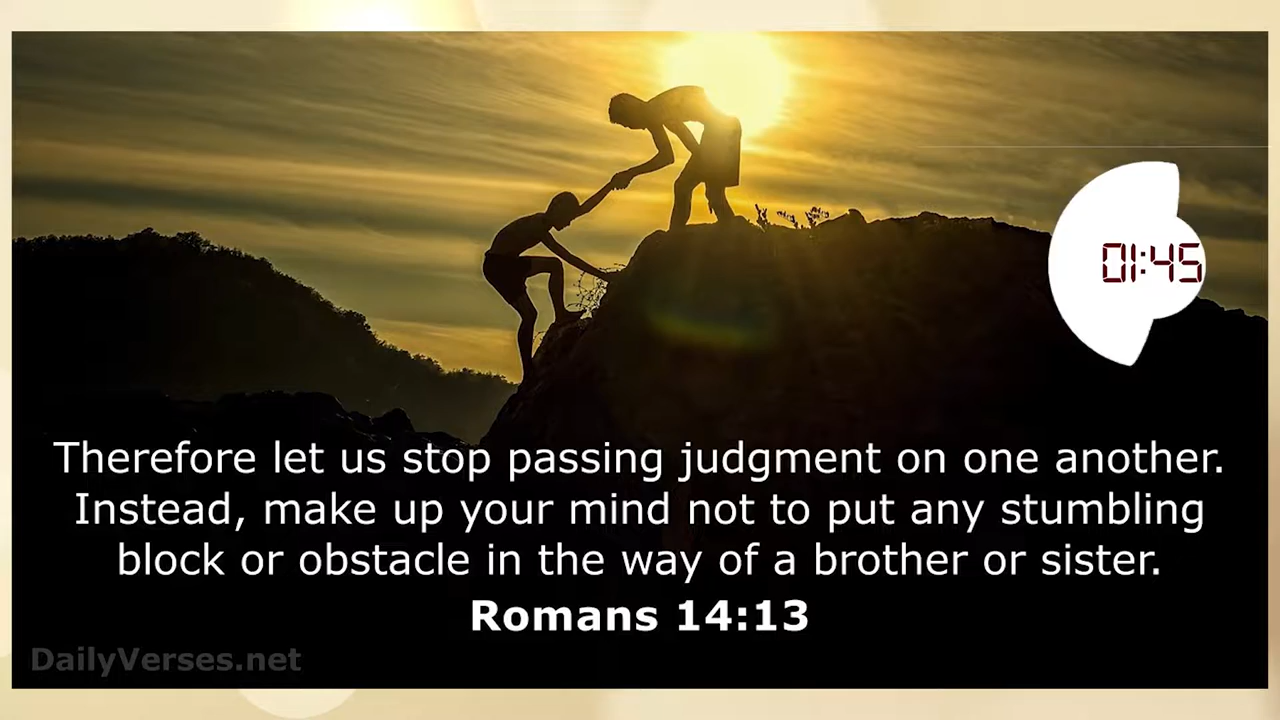 01:45
Therefore let us stop passing judgment on one another.
Instead, make up your mind not to put any stumbling
block or obstacle in the way of a brother or sister.
Romans 14:13
DailyVerses.net